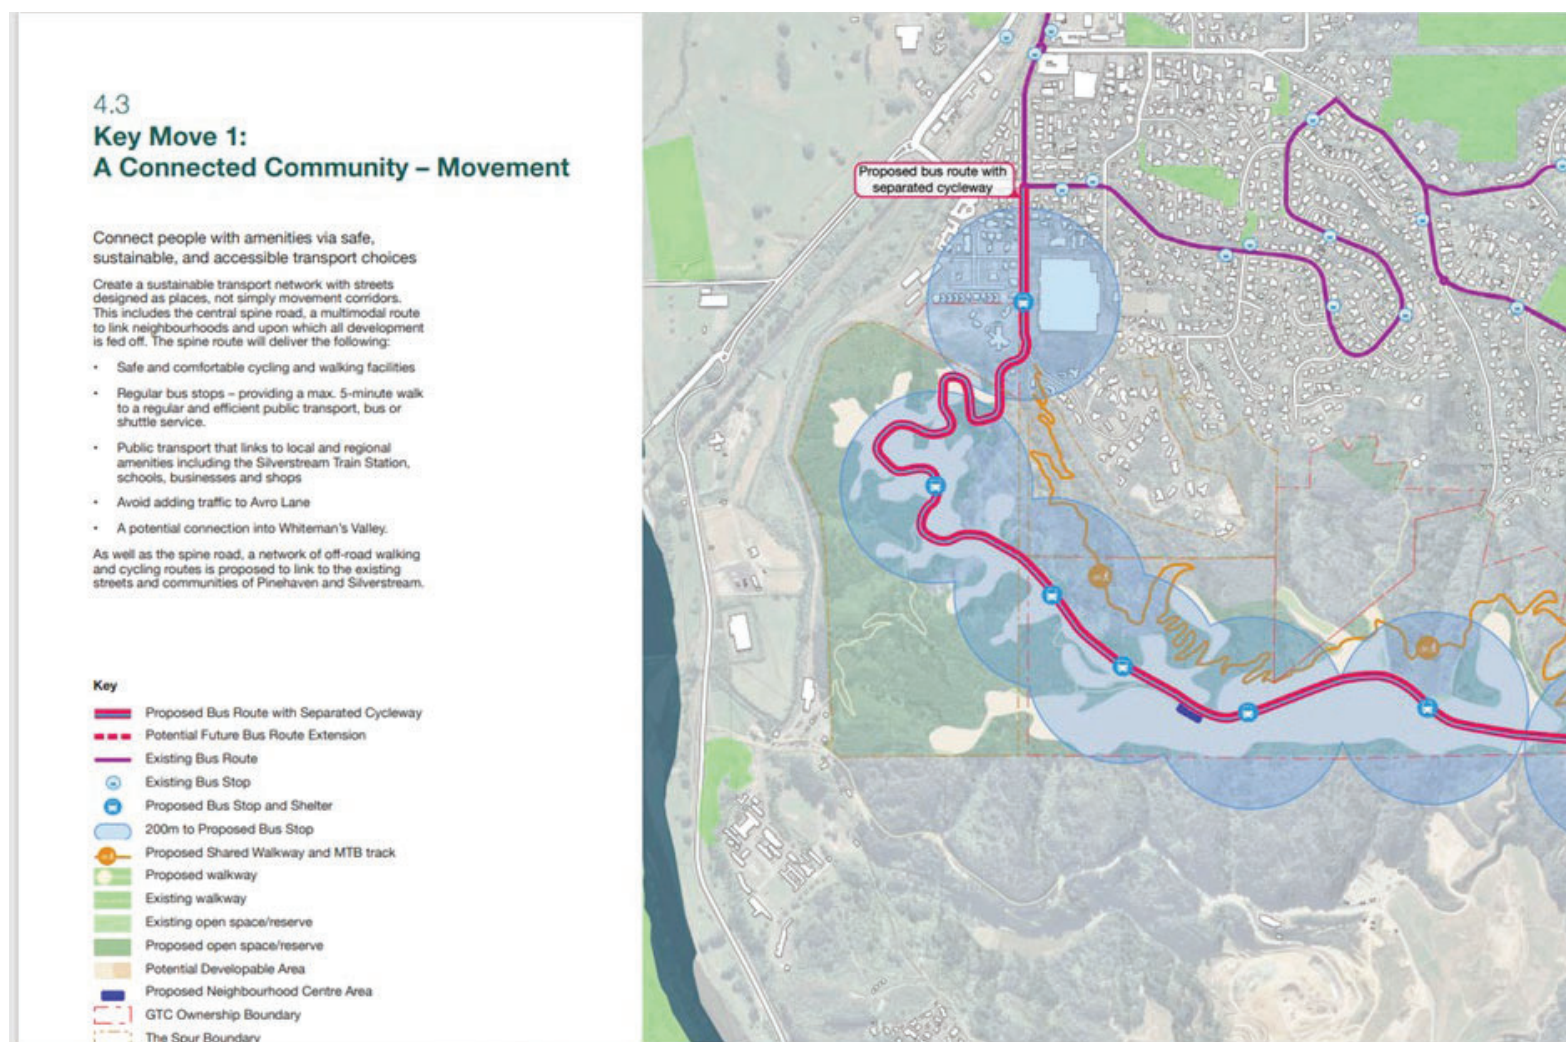 4.3
Key Move 1:
A Connected Community – Movement
Connect people with amenities via safe,
sustainable, and accessible transport choices
Create a sustainable transport network with streets
designed as places, not simply movement corridors.
This includes the central spine road, a multimodal route
to link neighbourhoods and upon which all development
is fed off. The spine route will deliver the following:
• Safe and comfortable cycling and walking facilities
• Regular bus stops – providing a max. 5-minute walk
to a regular and efficient public transport, bus or
shuttle service.
• Public transport that links to local and regional
amenities including the Silverstream Train Station,
schools, businesses and shops
• Avoid adding traffic to Avro Lane
• A potential connection into Whiteman's Valley.
As well as the spine road, a network of off-road walking
and cycling routes is proposed to link to the existing
streets and communities of Pinehaven and Silverstream.
Key
Proposed Bus Route with Separated Cycleway
Potential Future Bus Route Extension
Existing Bus Route
Existing Bus Stop
Proposed Bus Stop and Shelter
200m to Proposed Bus Stop
Proposed Shared Walkway and MTB track
Proposed walkway
Existing walkway
Existing open space/reserve
Proposed open space/reserve
Potential Developable Area
Proposed Neighbourhood Centre Area
GTC Ownership Boundary
The Spur Boundary
Proposed bus route with
separated cycleway